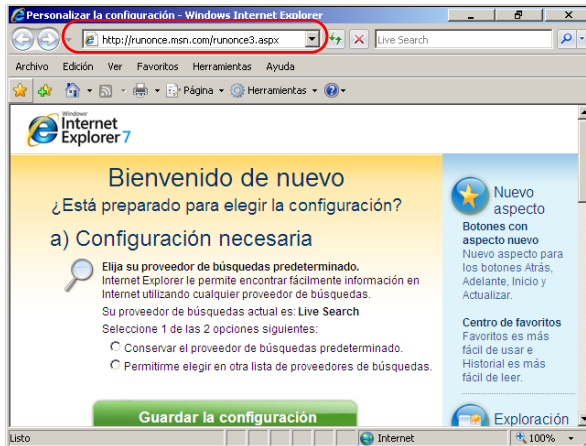 Personalizar la configuración - Windows Internet Explorer
http://runonce.msn.com/runonce3.aspx
Live Search
Archivo Edición Ver Favoritos Herramientas Ayuda
Página Herramientas
Windows
Internet
Explorer 7
Bienvenido de nuevo
¿Está preparado para elegir la configuración?
a) Configuración necesaria
Elija su proveedor de búsquedas predeterminado.
Internet Explorer le permite encontrar fácilmente información en
Internet utilizando cualquier proveedor de búsquedas.
Su proveedor de búsquedas actual es: Live Search
Seleccione 1 de las 2 opciones siguientes:
Conservar el proveedor de búsquedas predeterminado.
Permitirme elegir en otra lista de proveedores de búsquedas.
Guardar la configuración
Nuevo
aspecto
Botones con
aspecto nuevo
Nuevo aspecto para
los botones Atrás,
Adelante, Inicio y
Actualizar.
Centro de favoritos
Favoritos es más
fácil de usar e
Historial es más
fácil de leer.
Exploración
Listo
Internet
100%